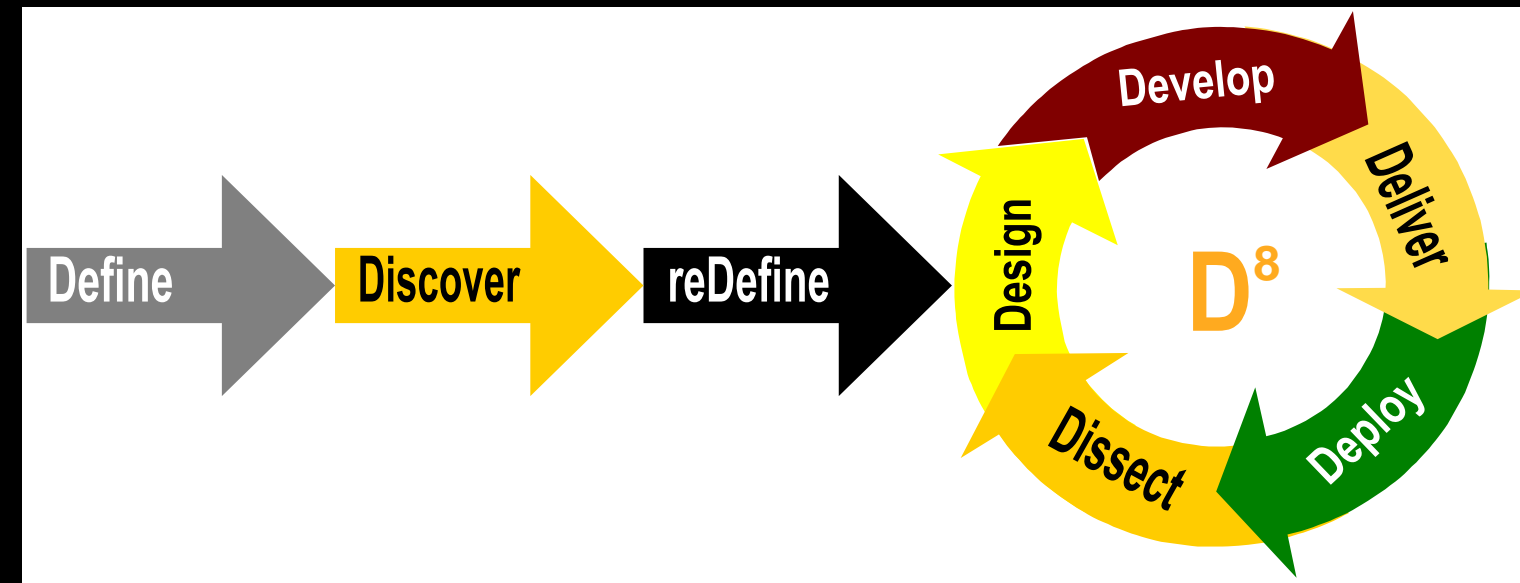 Define
Discover
reDefine
Design
Develop
Deliver
Deploy
Dissect
D⁸